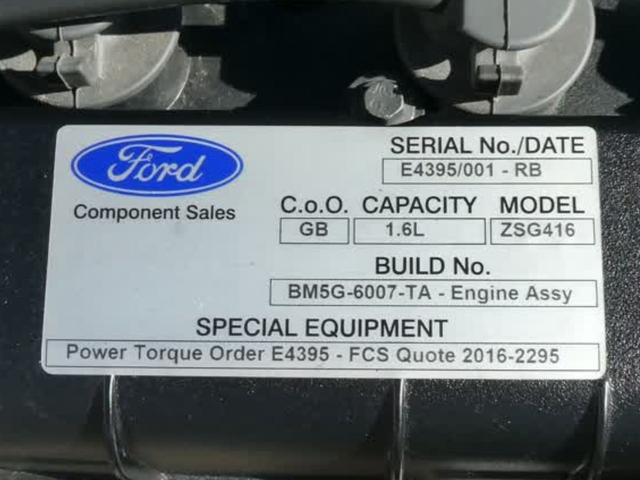 Ford
Component Sales
SERIAL No./DATE
E4395/001 - RB
C.o.O. CAPACITY MODEL
GB 1.6L ZSG416
BUILD No.
BM5G-6007-TA - Engine Assy
SPECIAL EQUIPMENT
Power Torque Order E4395 - FCS Quote 2016-2295